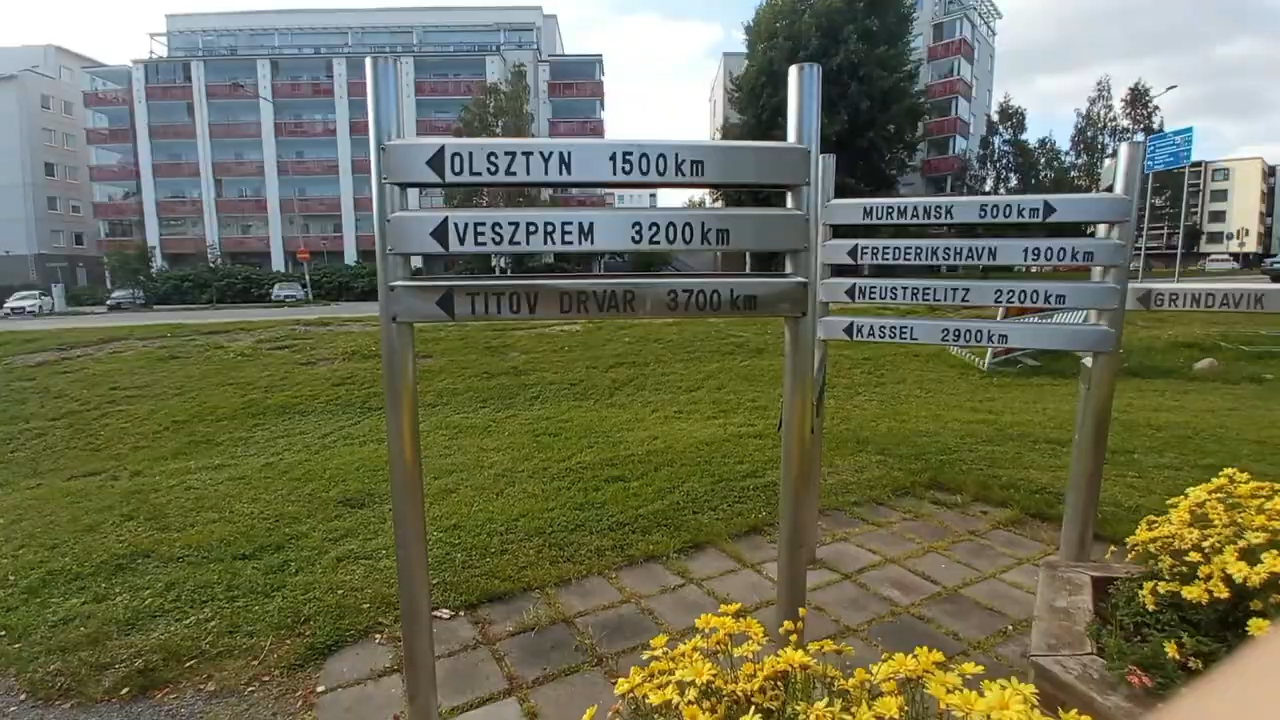 OLSZTYN 1500km
VESZPREM 3200km
TITOV DRVAR 3700km
MURMANSK 500km
FREDERIKSHAVN 1900km
NEUSTRELITZ 2200km
KASSEL 2900km
GRINDAVIK